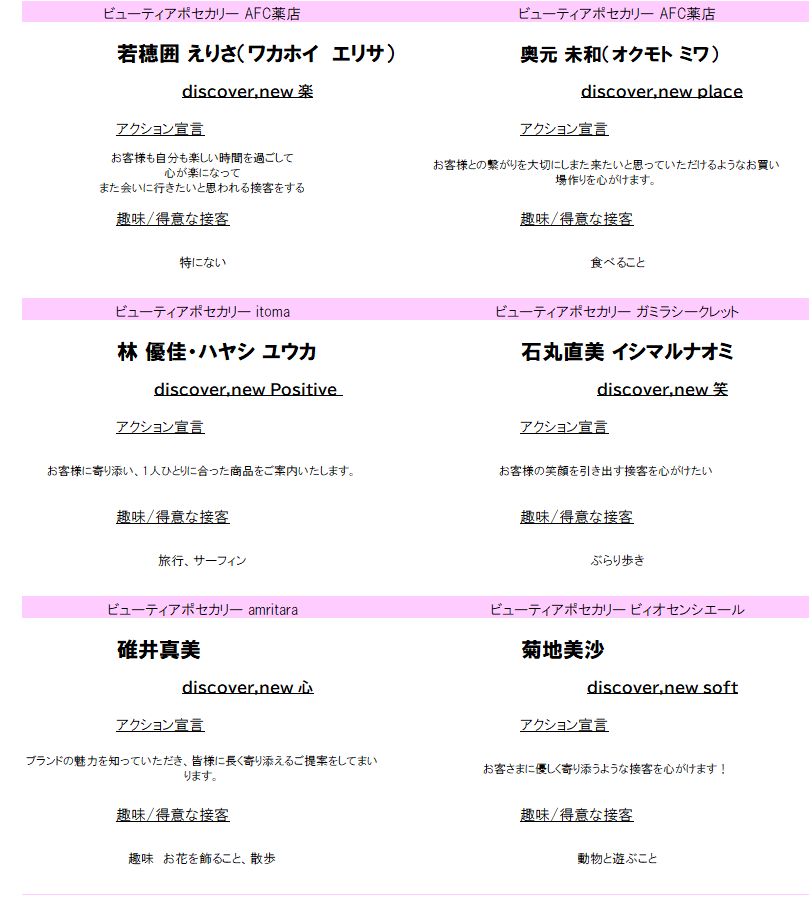 ビューティアポセカリー AFC薬店
若穂囲 えりさ（ワカホイ　エリサ）
discover,new 楽
アクション宣言
お客様も自分も楽しい時間を過ごして
心が楽になって
また会いに行きたいと思われる接客をする
趣味/得意な接客
特にない
ビューティアポセカリー AFC薬店
奥元 未和（オクモト ミワ）
discover,new place
アクション宣言
お客様との繋がりを大切にしまた来たいと思っていただけるようなお買い
場作りを心がけます。
趣味/得意な接客
食べること
ビューティアポセカリー itoma
林 優佳・ハヤシ ユウカ
discover,new Positive
アクション宣言
お客様に寄り添い、1人ひとりに合った商品をご案内いたします。
趣味/得意な接客
旅行、サーフィン
ビューティアポセカリー ガミラシークレット
石丸直美 イシマルナオミ
discover,new 笑
アクション宣言
お客様の笑顔を引き出す接客を心がけたい
趣味/得意な接客
ぶらり歩き
ビューティアポセカリー amritara
碓井真美
discover,new 心
アクション宣言
ブランドの魅力を知っていただき、皆様に長く寄り添えるご提案をしてまい
ります。
趣味/得意な接客
趣味　お花を飾ること、散歩
ビューティアポセカリー ビィオセンシエール
菊地美沙
discover,new soft
アクション宣言
お客さまに優しく寄り添うような接客を心がけます！
趣味/得意な接客
動物と遊ぶこと